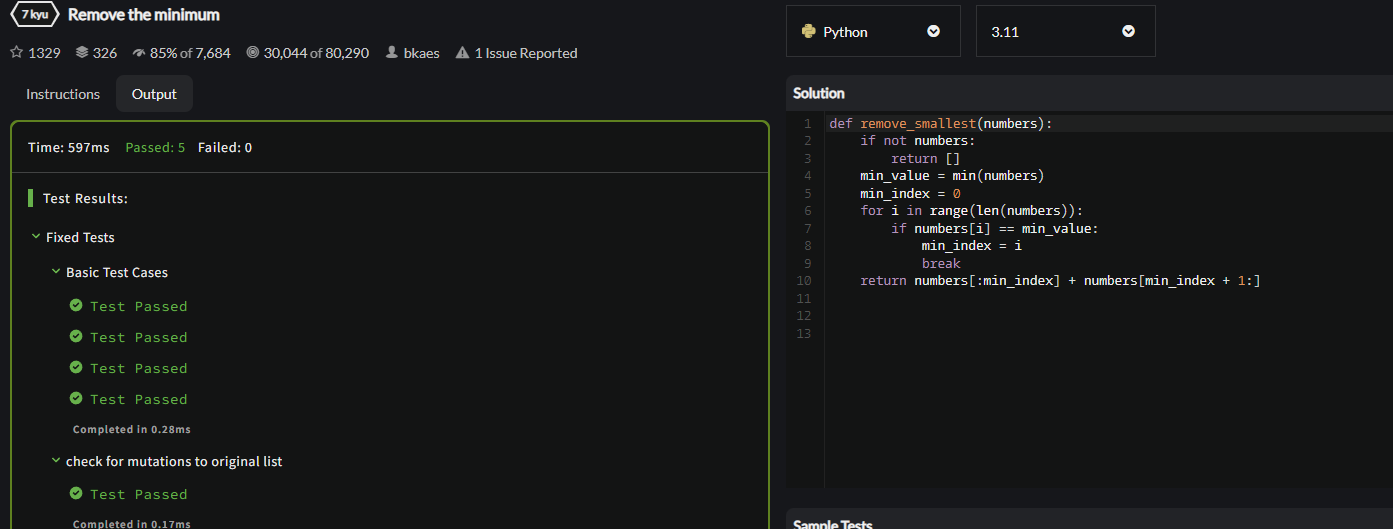 7 kyu Remove the minimum
1329 326 85% of 7,684 30,044 of 80,290 bkaes 1 Issue Reported
Instructions Output
Time: 597ms Passed: 5 Failed: 0
Test Results:
Fixed Tests
Basic Test Cases
Test Passed
Test Passed
Test Passed
Test Passed
Completed in 0.28ms
check for mutations to original list
Test Passed
Completed in 0.17ms
Python 3.11
Solution
1 def remove_smallest(numbers):
2     if not numbers:
3         return []
4     min_value = min(numbers)
5     min_index = 0
6     for i in range(len(numbers)):
7         if numbers[i] == min_value:
8             min_index = i
9             break
10     return numbers[:min_index] + numbers[min_index + 1:]
11
12
13
Sample Tests